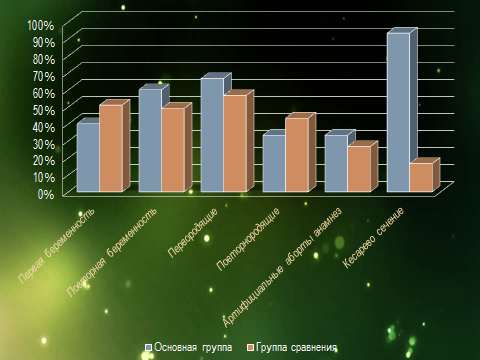 100%
90%
80%
70%
60%
50%
40%
30%
20%
10%
0%
Первая беременность
Повторная беременность
Первородящие
Повторнородящие
Артифициальные аборты анамнез
Кесарево сечение
Основная группа
Группа сравнения